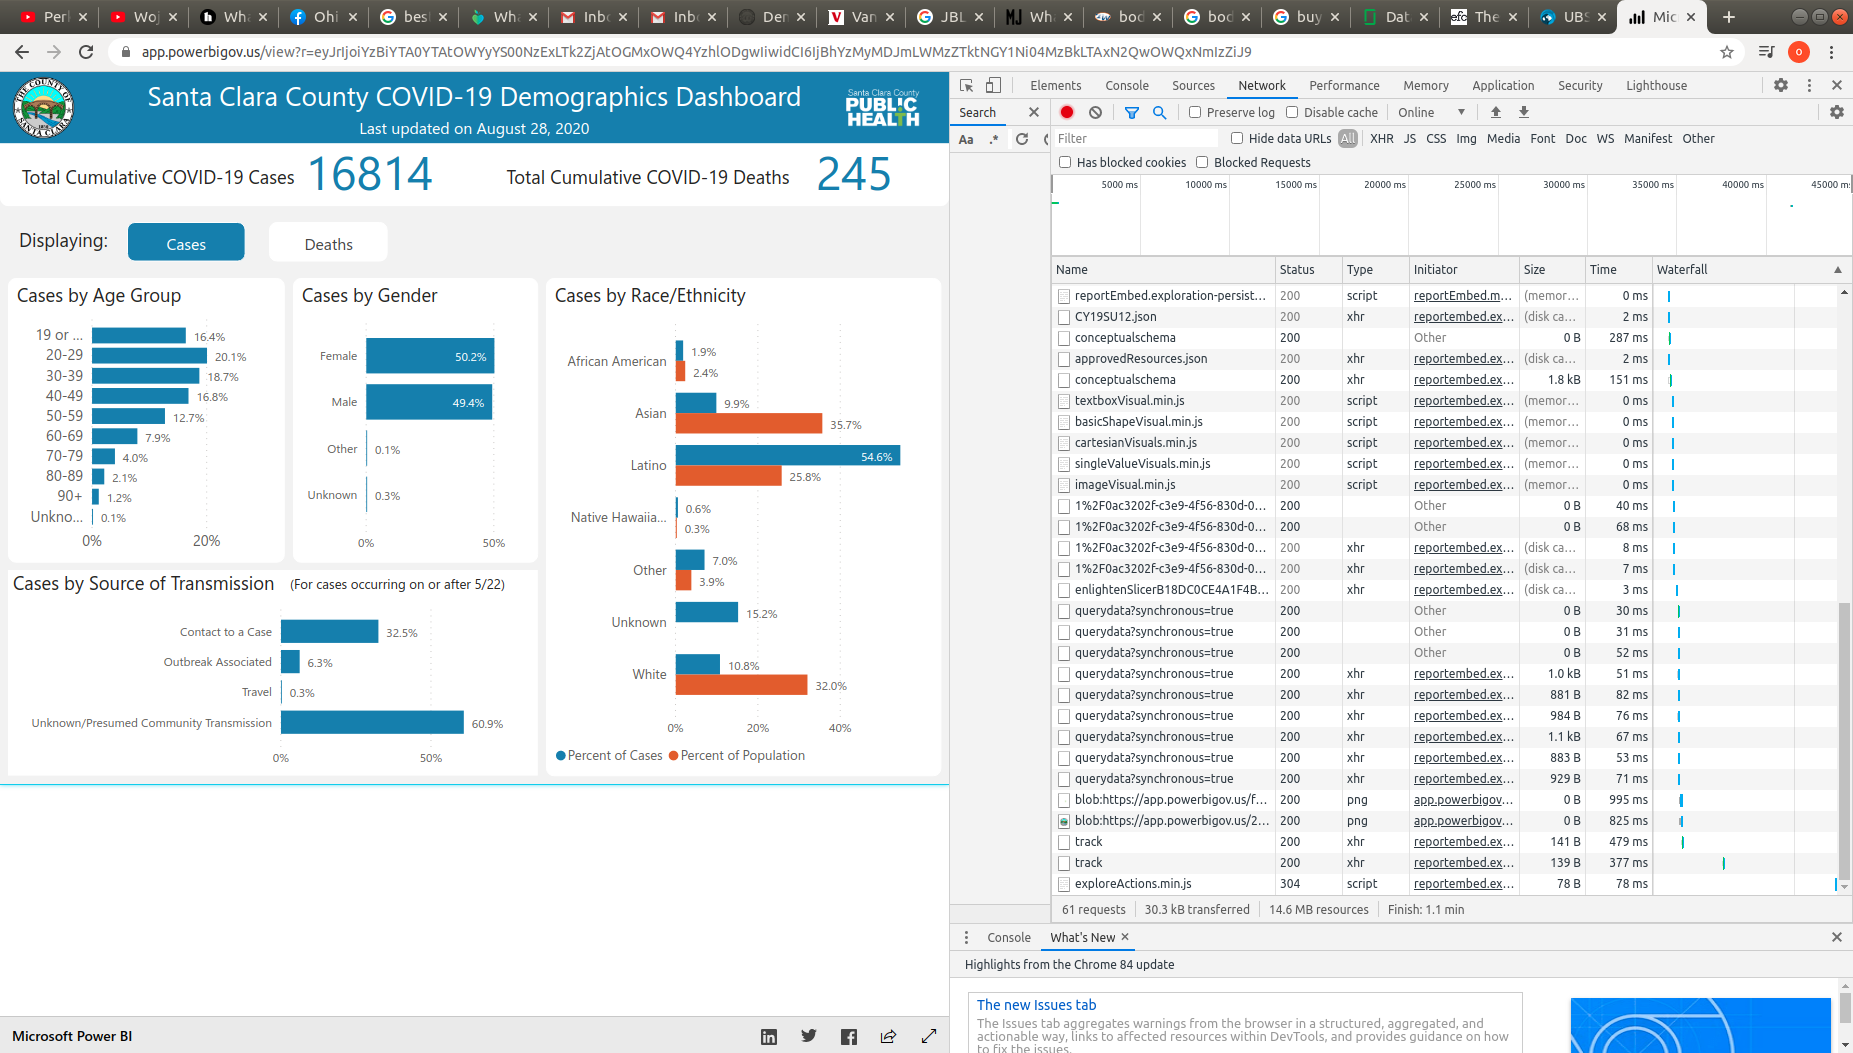 Perl
Woj
Wha
Ohi
bes
Wha
Inb
Inb
Den
Van
JBL
Wha
bod
bod
buy
Data
The
UBS
Mic
app.powerbigov.us/view?r=eyJrIjoiYzBiYTA0YTAtOWYyYS00NzExLTk2ZjAtOGMxOWQ4YzhlODgwIiwidCI6IjBhYzMyMDJmLWMzZTktNGY1Ni04MzBkLTAxN2QwOWQxNmIzZiJ9
Santa Clara County COVID-19 Demographics Dashboard
Last updated on August 28, 2020
Santa Clara County
PUBLIC
HEALTH
Total Cumulative COVID-19 Cases 16814
Total Cumulative COVID-19 Deaths 245
Displaying: Cases Deaths
Cases by Age Group
19 or ... 16.4%
20-29 20.1%
30-39 18.7%
40-49 16.8%
50-59 12.7%
60-69 7.9%
70-79 4.0%
80-89 2.1%
90+ 1.2%
Unkno... 0.1%
0% 20%
Cases by Gender
Female 50.2%
Male 49.4%
Other 0.1%
Unknown 0.3%
0% 50%
Cases by Race/Ethnicity
African American 1.9%
2.4%
Asian 9.9%
35.7%
Latino 54.6%
25.8%
Native Hawaiia... 0.6%
0.3%
Other 7.0%
3.9%
Unknown 15.2%
White 10.8%
32.0%
0% 20% 40%
Percent of Cases Percent of Population
Cases by Source of Transmission (For cases occurring on or after 5/22)
Contact to a Case 32.5%
Outbreak Associated 6.3%
Travel 0.3%
Unknown/Presumed Community Transmission 60.9%
0% 50%
Microsoft Power BI
Elements Console Sources Network Performance Memory Application Security Lighthouse
Search
Aa .*
Preserve log Disable cache Online
Filter Hide data URLs All XHR JS CSS Img Media Font Doc WS Manifest Other
Has blocked cookies Blocked Requests
5000 ms 10000 ms 15000 ms 20000 ms 25000 ms 30000 ms 35000 ms 40000 ms 45000 ms
Name Status Type Initiator Size Time Waterfall
reportEmbed.exploration-persist... 200 script reportEmbed.m... (memor... 0 ms
CY19SU12.json 200 xhr reportembed.ex... (disk ca... 2 ms
conceptualschema 200 Other 0 B 287 ms
approvedResources.json 200 xhr reportembed.ex... (disk ca... 2 ms
conceptualschema 200 xhr reportembed.ex... 1.8 kB 151 ms
textboxVisual.min.js 200 script reportembed.ex... (memor... 0 ms
basicShapeVisual.min.js 200 script reportembed.ex... (memor... 0 ms
cartesianVisuals.min.js 200 script reportembed.ex... (memor... 0 ms
singleValueVisuals.min.js 200 script reportembed.ex... (memor... 0 ms
imageVisual.min.js 200 script reportembed.ex... (memor... 0 ms
1%2F0ac3202f-c3e9-4f56-830d-0... 200 Other 0 B 40 ms
1%2F0ac3202f-c3e9-4f56-830d-0... 200 Other 0 B 68 ms
1%2F0ac3202f-c3e9-4f56-830d-0... 200 xhr reportembed.ex... (disk ca... 8 ms
1%2F0ac3202f-c3e9-4f56-830d-0... 200 xhr reportembed.ex... (disk ca... 7 ms
enlightenSlicerB18DC0CE4A1F4B... 200 xhr reportembed.ex... (disk ca... 3 ms
querydata?synchronous=true 200 Other 0 B 30 ms
querydata?synchronous=true 200 Other 0 B 31 ms
querydata?synchronous=true 200 Other 0 B 52 ms
querydata?synchronous=true 200 xhr reportembed.ex... 1.0 kB 51 ms
querydata?synchronous=true 200 xhr reportembed.ex... 881 B 82 ms
querydata?synchronous=true 200 xhr reportembed.ex... 984 B 76 ms
querydata?synchronous=true 200 xhr reportembed.ex... 1.1 kB 67 ms
querydata?synchronous=true 200 xhr reportembed.ex... 883 B 53 ms
querydata?synchronous=true 200 xhr reportembed.ex... 929 B 71 ms
blob:https://app.powerbigov.us/f... 200 png app.powerbigov... 0 B 995 ms
blob:https://app.powerbigov.us/2... 200 png app.powerbigov... 0 B 825 ms
track 200 xhr reportembed.ex... 141 B 479 ms
track 200 xhr reportembed.ex... 139 B 377 ms
exploreActions.min.js 304 script reportembed.ex... 78 B 78 ms
61 requests 30.3 kB transferred 14.6 MB resources Finish: 1.1 min
Console What's New
Highlights from the Chrome 84 update
The new Issues tab
The Issues tab aggregates warnings from the browser in a structured, aggregated, and
actionable way, links to affected resources within DevTools, and provides guidance on how
to fix the issues.